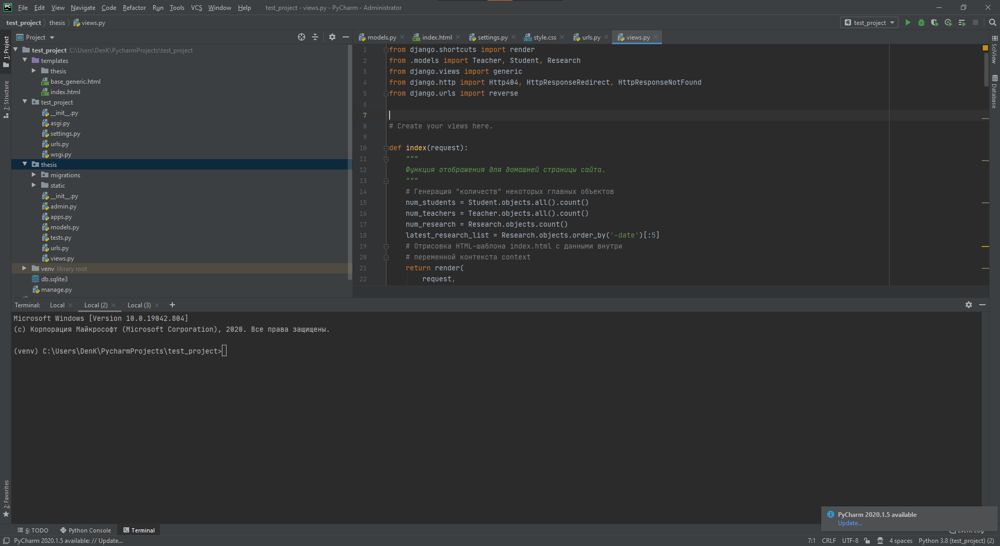 PC File Edit View Navigate Code Refactor Run Tools VCS Window Help test_project - views.py - PyCharm - Administrator
test_project thesis views.py
test_project
1: Project
7: Structure
2: Favorites
Project
test_project C:\Users\DenK\PycharmProjects\test_project
templates
thesis
base_generic.html
index.html
test_project
__init__.py
asgi.py
settings.py
urls.py
wsgi.py
thesis
migrations
static
__init__.py
admin.py
apps.py
models.py
tests.py
urls.py
views.py
venv library root
db.sqlite3
manage.py
models.py index.html settings.py style.css urls.py views.py
1 from django.shortcuts import render
2 from .models import Teacher, Student, Research
3 from django.views import generic
4 from django.http import Http404, HttpResponseRedirect, HttpResponseNotFound
5 from django.urls import reverse
6
7
8 # Create your views here.
9
10 def index(request):
11 """
12 Функция отображения для домашней страницы сайта.
13 """
14 # Генерация "количеств" некоторых главных объектов
15 num_students = Student.objects.all().count()
16 num_teachers = Teacher.objects.all().count()
17 num_research = Research.objects.count()
18 latest_research_list = Research.objects.order_by('-date')[:5]
19 # Отрисовка HTML-шаблона index.html с данными внутри
20 # переменной контекста context
21 return render(
22 request,
SciView
Database
Terminal: Local Local (2) Local (3) +
Microsoft Windows [Version 10.0.19042.804]
(c) Корпорация Майкрософт (Microsoft Corporation), 2020. Все права защищены.
(venv) C:\Users\DenK\PycharmProjects\test_project>
PyCharm 2020.1.5 available
Update...
6: TODO Python Console Terminal Event Log
PyCharm 2020.1.5 available: // Update... 7:1 CRLF UTF-8 4 spaces Python 3.8 (test_project) (2)